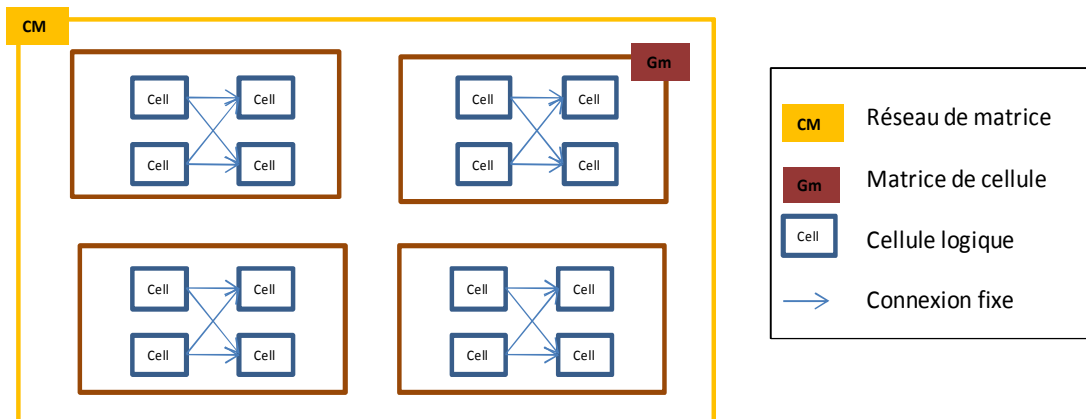 CM
Gm
Cell Cell Cell Cell
Cell Cell Cell Cell
Cell Cell Cell Cell
Cell Cell Cell Cell
CM Réseau de matrice
Gm Matrice de cellule
Cell Cellule logique
Connexion fixe